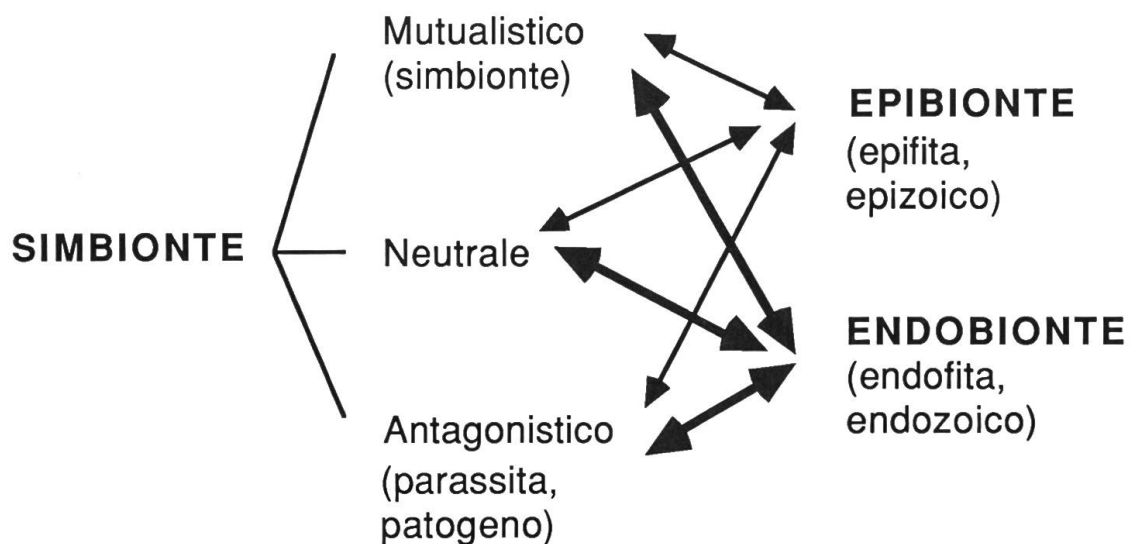 Mutualistico
(simbionte)
SIMBIONTE
Neutrale
Antagonistico
(parassita,
patogeno)
EPIBIONTE
(epifita,
epizoico)
ENDOBIONTE
(endofita,
endozoico)